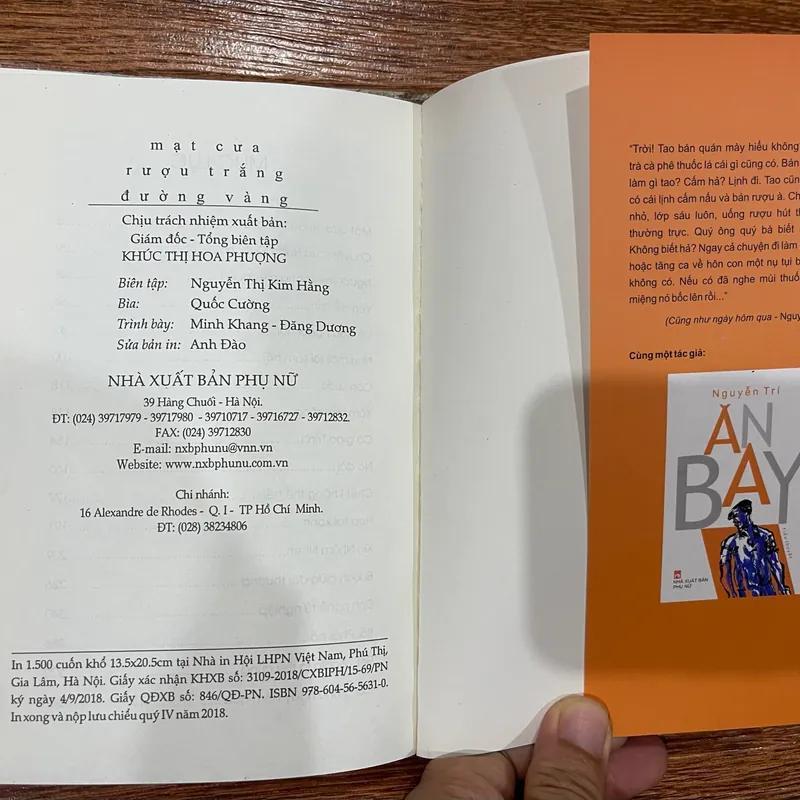 mạt cưa
rượu trắng
đường vàng
Chịu trách nhiệm xuất bản:
Giám đốc - Tổng biên tập
KHÚC THỊ HOA PHƯỢNG
Biên tập: Nguyễn Thị Kim Hằng
Bìa: Quốc Cường
Trình bày: Minh Khang - Đăng Dương
Sửa bản in: Anh Đào
NHÀ XUẤT BẢN PHỤ NỮ
39 Hàng Chuối - Hà Nội.
ĐT: (024) 39717979 - 39717980 - 39710717 - 39716727 - 39712832.
FAX: (024) 39712830
E-mail: nxbphunu@vnn.vn
Website: www.nxbphunu.com.vn
Chi nhánh:
16 Alexandre de Rhodes - Q. I - TP Hồ Chí Minh.
ĐT: (028) 38234806
In 1.500 cuốn khổ 13.5x20.5cm tại Nhà in Hội LHPN Việt Nam, Phú Thị,
Gia Lâm, Hà Nội. Giấy xác nhận KHXB số: 3109-2018/CXBIPH/15-69/PN
ký ngày 4/9/2018. Giấy QĐXB số: 846/QĐ-PN. ISBN 978-604-56-5631-0.
In xong và nộp lưu chiểu quý IV năm 2018.
"Trời! Tao bán quán mày hiểu không
trà cà phê thuốc lá cái gì cũng có. Bán
làm gì tao? Cấm hả? Lịnh đi. Tao cũn
có cái lịnh cấm nấu và bán rượu à. Ch
nhỏ, lớp sáu luôn, uống rượu hút th
thường trực. Quý ông quý bà biết
Không biết hả? Ngay cả chuyện đi làm
hoặc tăng ca về hôn con một nụ tụi b
không có. Nếu có đã nghe mùi thuố
miệng nó bốc lên rồi..."
(Cũng như ngày hôm qua - Nguy
Cùng một tác giả:
Nguyễn Trí
ĂN
BAY
tiểu thuyết
NHÀ XUẤT BẢN
PHỤ NỮ